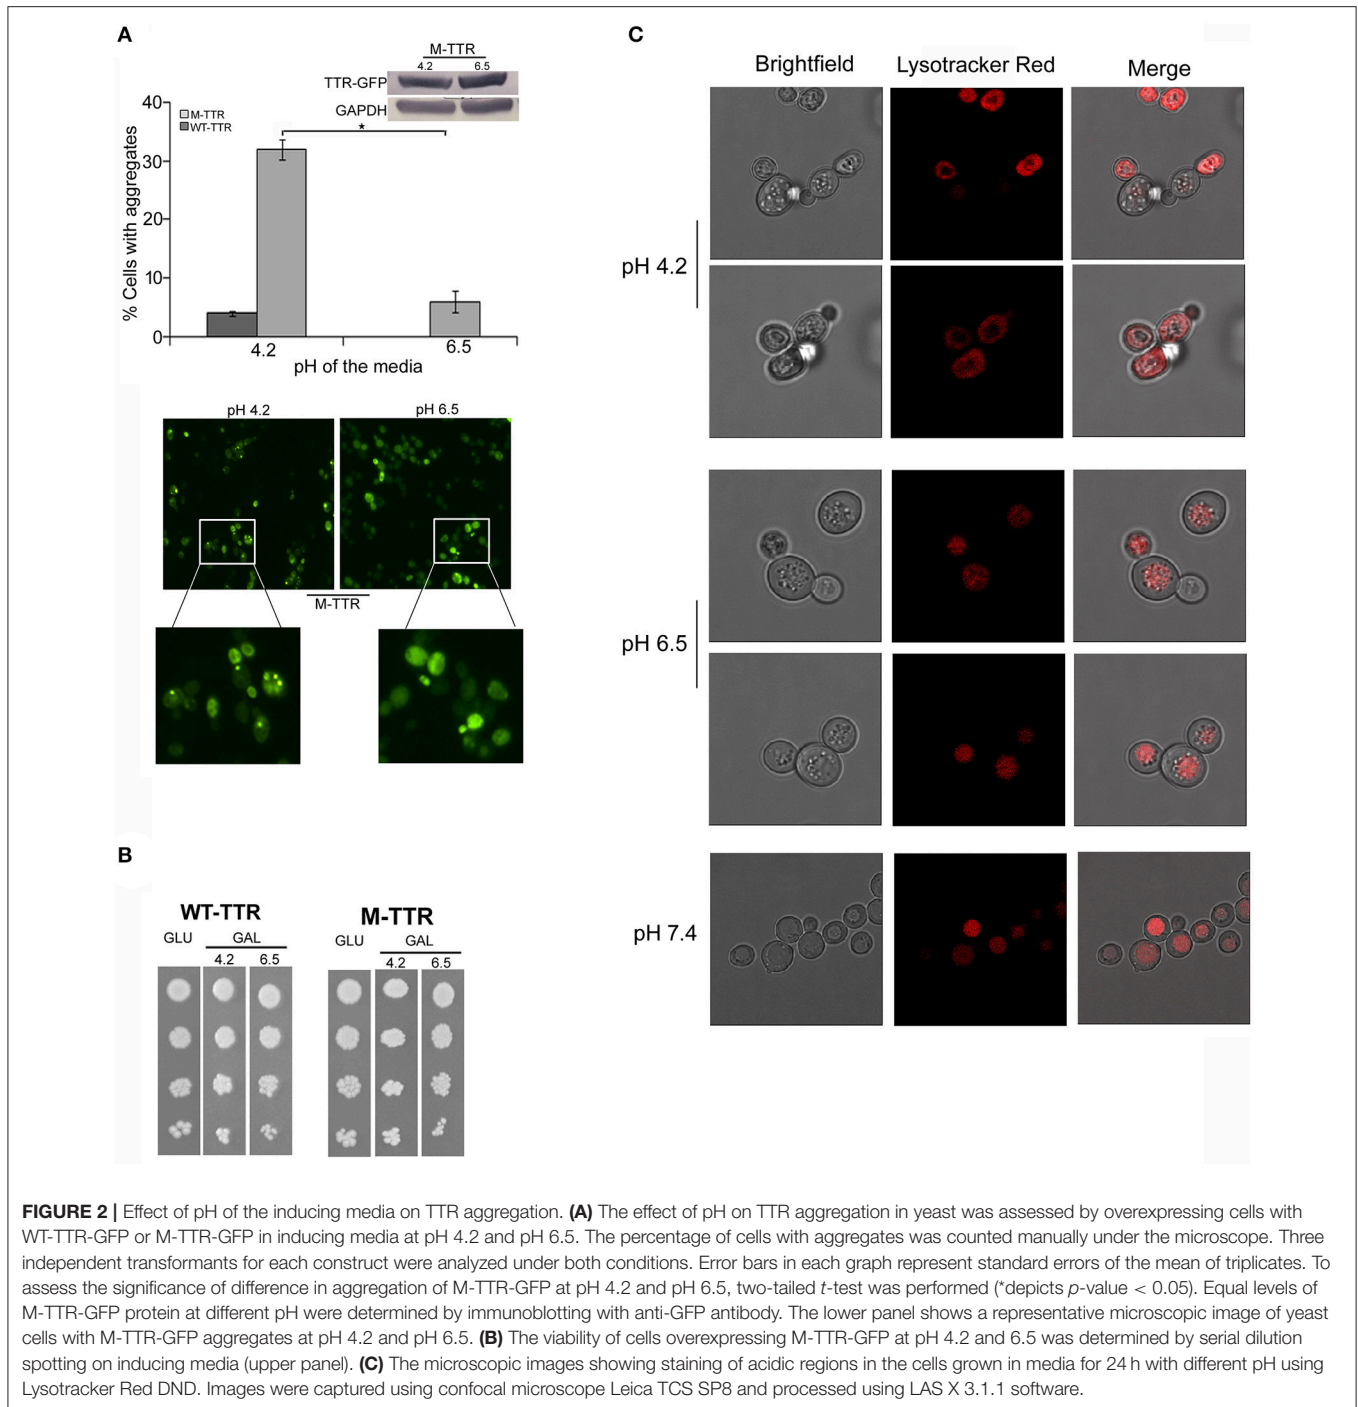 A
M-TTR
4.2 6.5
TTR-GFP
GAPDH
40
30
20
10
0
% Cells with aggregates
M-TTR
WT-TTR
★
4.2 6.5
pH of the media
pH 4.2 pH 6.5
M-TTR
B
WT-TTR M-TTR
GLU GAL GLU GAL
4.2 6.5 4.2 6.5
C
Brightfield Lysotracker Red Merge
pH 4.2
pH 6.5
pH 7.4
FIGURE 2 | Effect of pH of the inducing media on TTR aggregation. (A) The effect of pH on TTR aggregation in yeast was assessed by overexpressing cells with
WT-TTR-GFP or M-TTR-GFP in inducing media at pH 4.2 and pH 6.5. The percentage of cells with aggregates was counted manually under the microscope. Three
independent transformants for each construct were analyzed under both conditions. Error bars in each graph represent standard errors of the mean of triplicates. To
assess the significance of difference in aggregation of M-TTR-GFP at pH 4.2 and pH 6.5, two-tailed t-test was performed (*depicts p-value < 0.05). Equal levels of
M-TTR-GFP protein at different pH were determined by immunoblotting with anti-GFP antibody. The lower panel shows a representative microscopic image of yeast
cells with M-TTR-GFP aggregates at pH 4.2 and pH 6.5. (B) The viability of cells overexpressing M-TTR-GFP at pH 4.2 and 6.5 was determined by serial dilution
spotting on inducing media (upper panel). (C) The microscopic images showing staining of acidic regions in the cells grown in media for 24 h with different pH using
Lysotracker Red DND. Images were captured using confocal microscope Leica TCS SP8 and processed using LAS X 3.1.1 software.